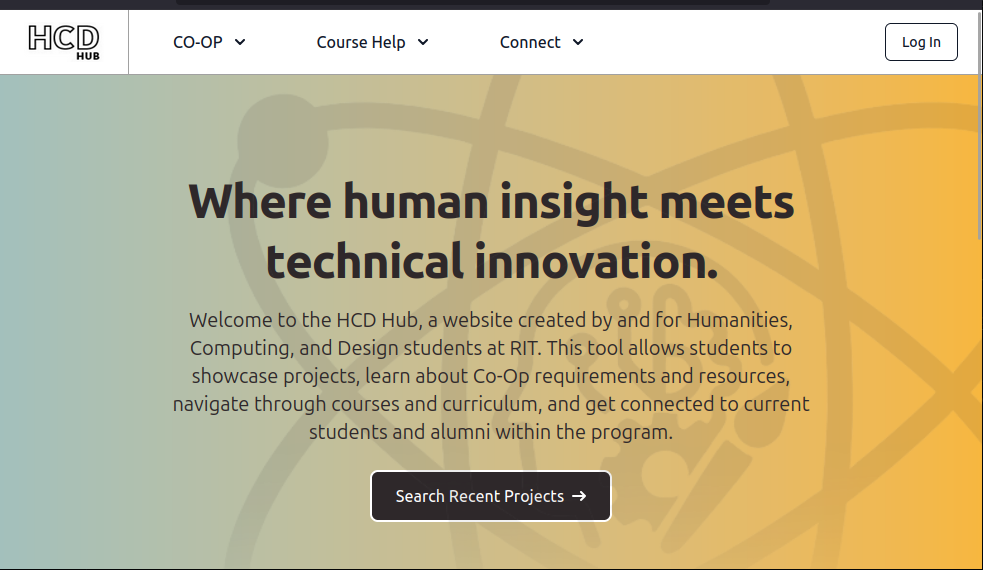 HCD
HUB
CO-OP
Course Help
Connect
Log In
Where human insight meets
technical innovation.
Welcome to the HCD Hub, a website created by and for Humanities,
Computing, and Design students at RIT. This tool allows students to
showcase projects, learn about Co-Op requirements and resources,
navigate through courses and curriculum, and get connected to current
students and alumni within the program.
Search Recent Projects →